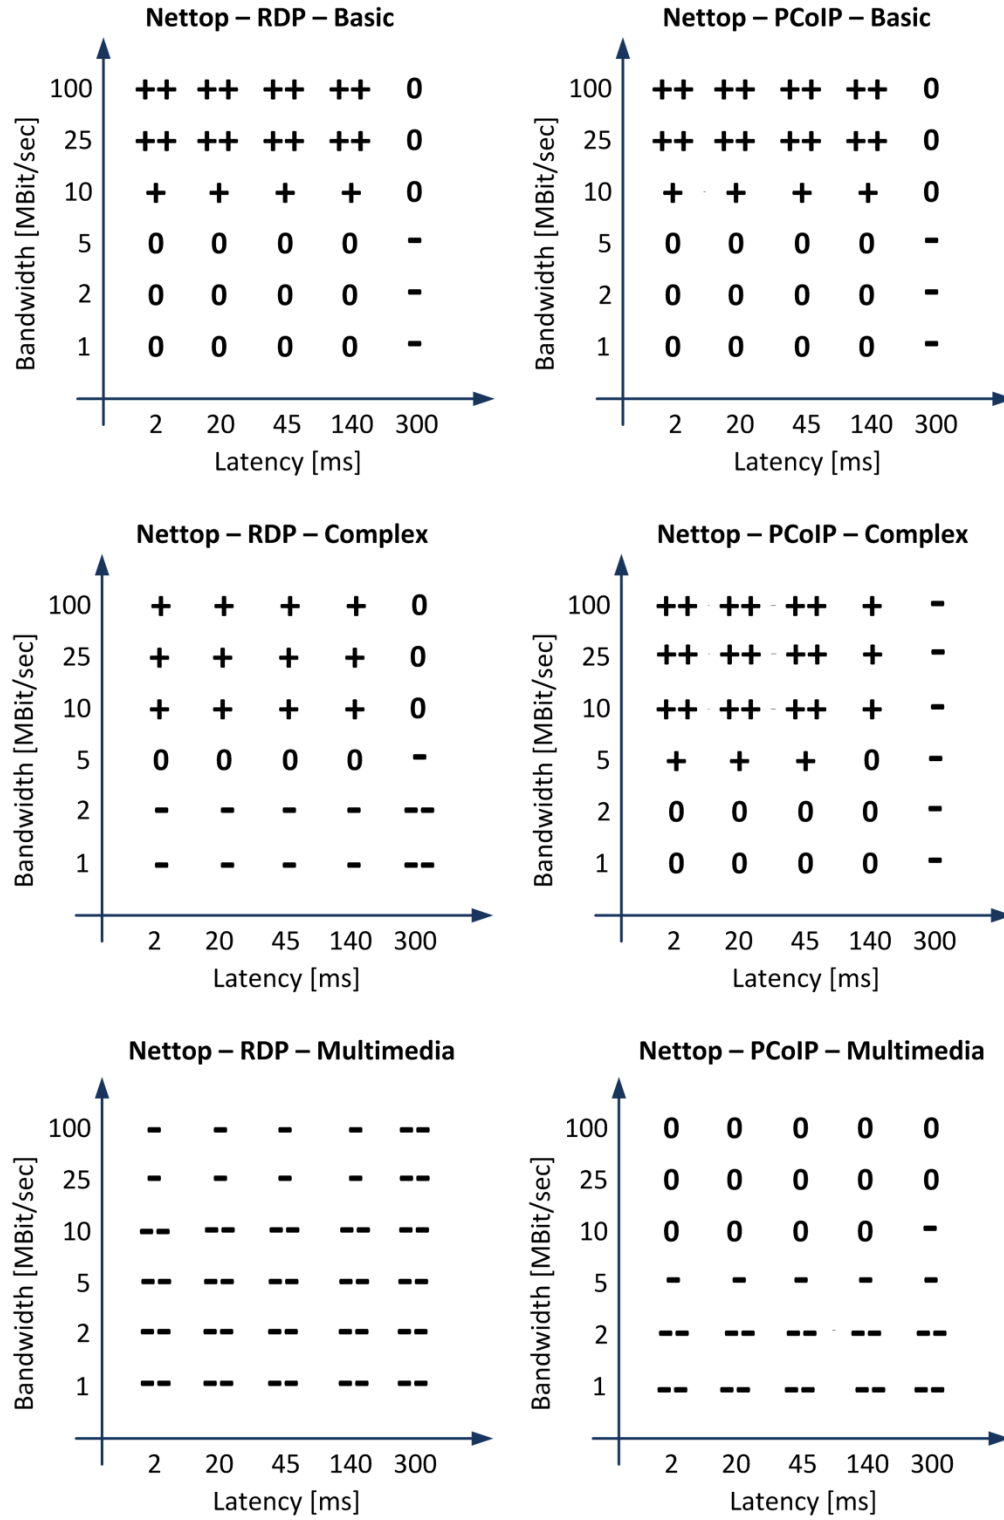 Nettop – RDP – Basic
Bandwidth [MBit/sec]
100 ++ ++ ++ ++ 0
25 ++ ++ ++ ++ 0
10 + + + + 0
5 0 0 0 0 -
2 0 0 0 0 -
1 0 0 0 0 -
2 20 45 140 300
Latency [ms]
Nettop – PCoIP – Basic
Bandwidth [MBit/sec]
100 ++ ++ ++ ++ 0
25 ++ ++ ++ ++ 0
10 + + + + 0
5 0 0 0 0 -
2 0 0 0 0 -
1 0 0 0 0 -
2 20 45 140 300
Latency [ms]
Nettop – RDP – Complex
Bandwidth [MBit/sec]
100 + + + + 0
25 + + + + 0
10 + + + + 0
5 0 0 0 0 -
2 - - - - --
1 - - - - --
2 20 45 140 300
Latency [ms]
Nettop – PCoIP – Complex
Bandwidth [MBit/sec]
100 ++ ++ ++ + -
25 ++ ++ ++ + -
10 ++ ++ ++ + -
5 + + + 0 -
2 0 0 0 0 -
1 0 0 0 0 -
2 20 45 140 300
Latency [ms]
Nettop – RDP – Multimedia
Bandwidth [MBit/sec]
100 - - - - --
25 - - - - --
10 -- -- -- -- --
5 -- -- -- -- --
2 -- -- -- -- --
1 -- -- -- -- --
2 20 45 140 300
Latency [ms]
Nettop – PCoIP – Multimedia
Bandwidth [MBit/sec]
100 0 0 0 0 0
25 0 0 0 0 0
10 0 0 0 0 -
5 - - - - -
2 -- -- -- -- --
1 -- -- -- -- --
2 20 45 140 300
Latency [ms]